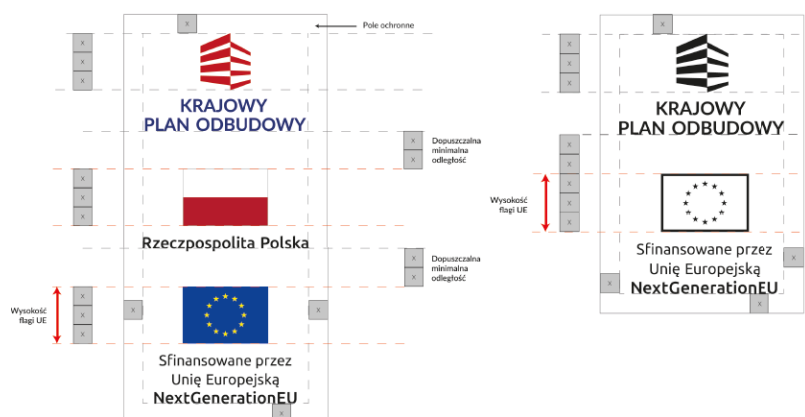 x
Pole ochronne
x
x
x
KRAJOWY
PLAN ODBUDOWY
x
x
Dopuszczalna
minimalna
odległość
x
x
x
Rzeczpospolita Polska
x
x
Dopuszczalna
minimalna
odległość
Wysokość
flagi UE
x
x
x
x
x
Sfinansowane przez
Unię Europejską
NextGenerationEU
x
x
x
x
x
KRAJOWY
PLAN ODBUDOWY
x
x
x
x
x
Wysokość
flagi UE
Sfinansowane przez
Unię Europejską
NextGenerationEU
x
x
x